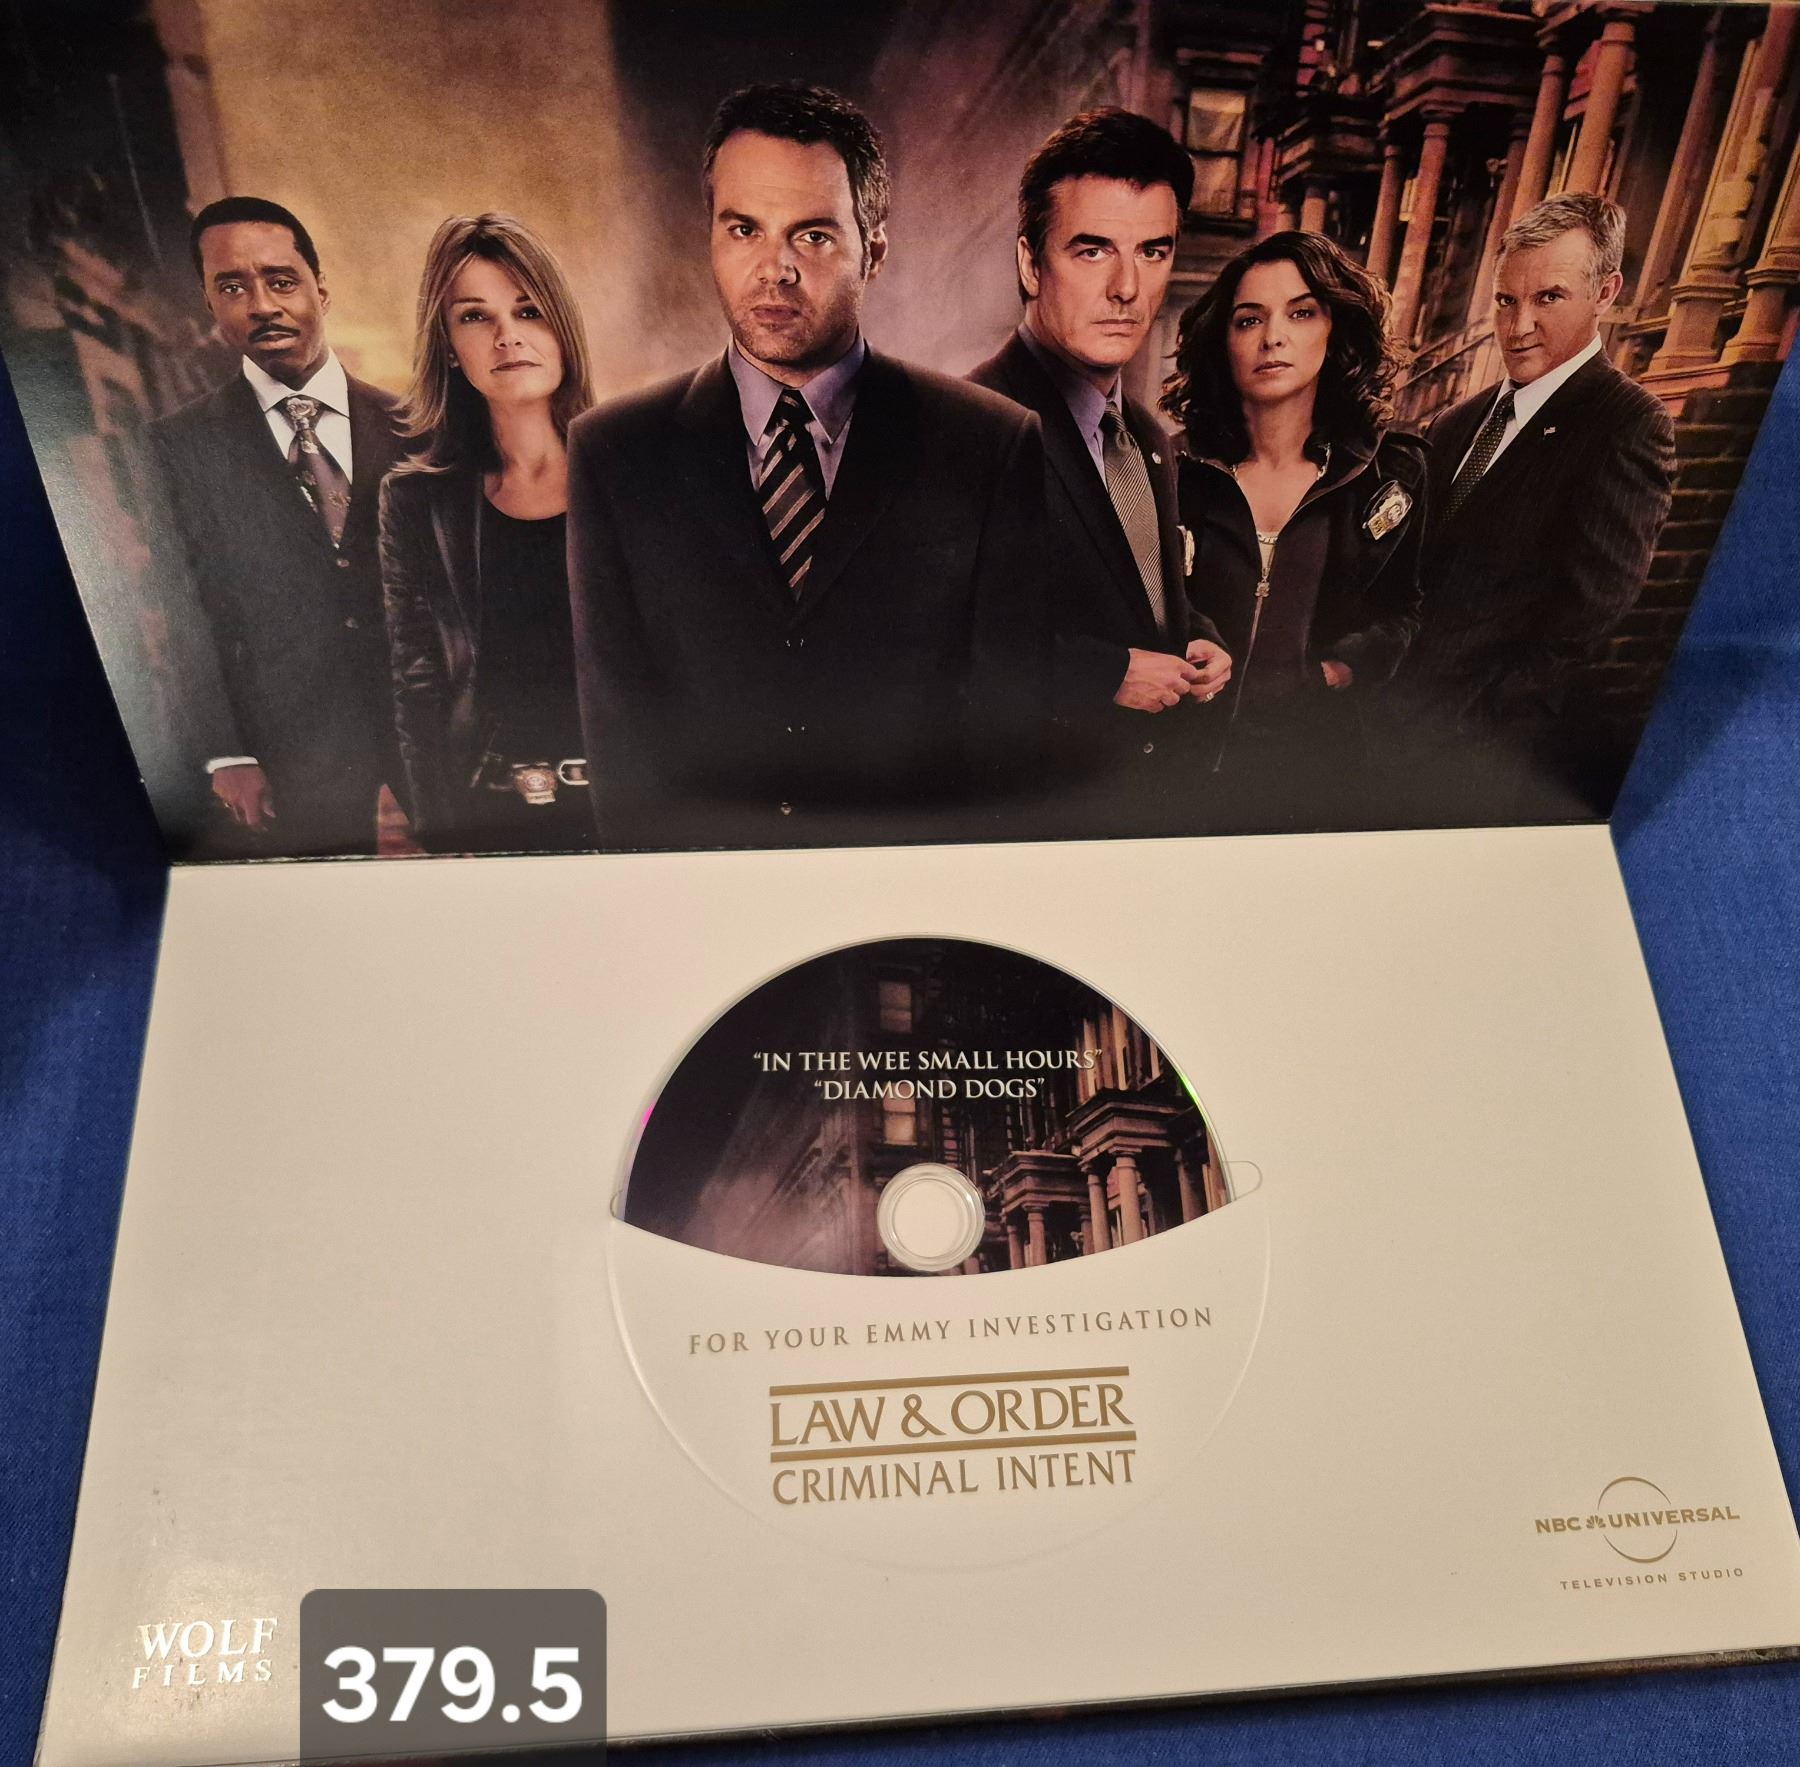 “IN THE WEE SMALL HOURS”
“DIAMOND DOGS”
FOR YOUR EMMY INVESTIGATION
LAW & ORDER
CRIMINAL INTENT
NBC UNIVERSAL
TELEVISION STUDIO
WOLF
FILMS
379.5